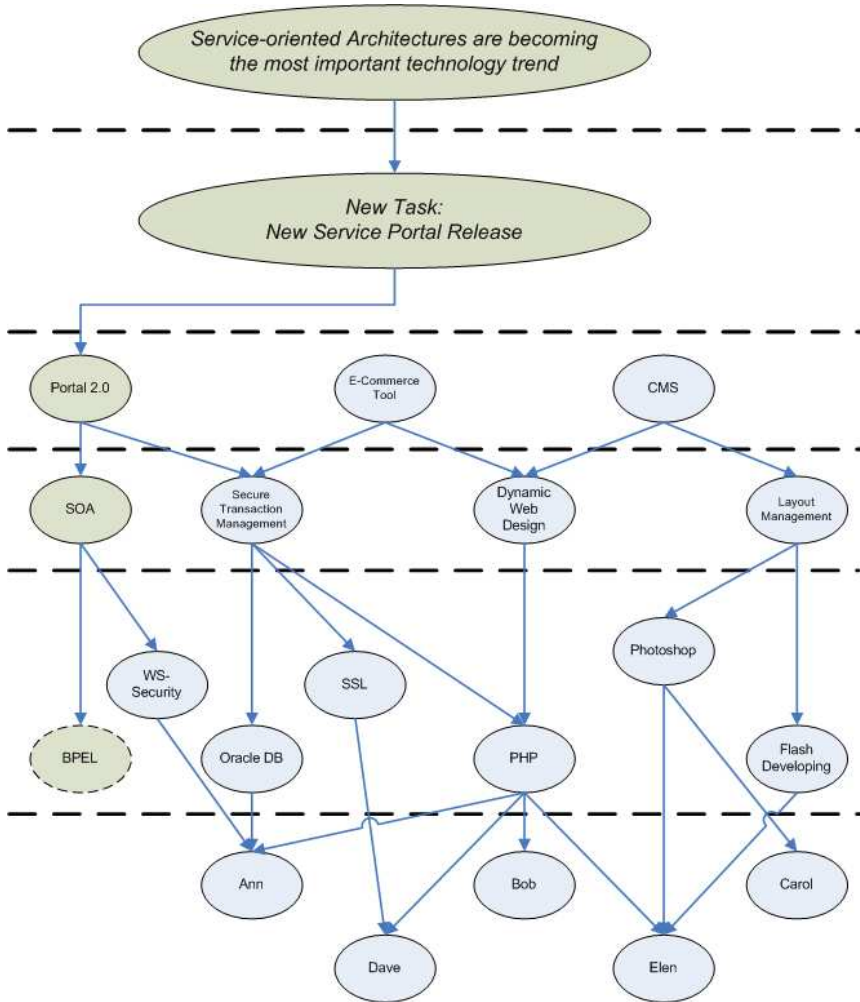 Service-oriented Architectures are becoming
the most important technology trend
New Task:
New Service Portal Release
Portal 2.0
E-Commerce
Tool
CMS
SOA
Secure
Transaction
Management
Dynamic
Web
Design
Layout
Management
Photoshop
WS-
Security
SSL
BPEL
Oracle DB
PHP
Flash
Developing
Ann
Bob
Carol
Dave
Elen